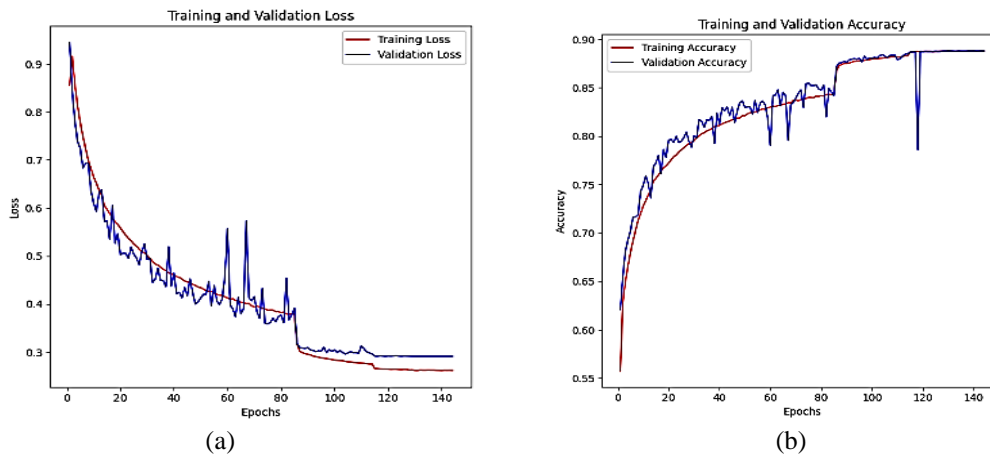 Training and Validation Loss
Training Loss
Validation Loss
0.9
0.8
0.7
0.6
0.5
0.4
0.3
Loss
0 20 40 60 80 100 120 140
Epochs
(a)
Training and Validation Accuracy
Training Accuracy
Validation Accuracy
0.90
0.85
0.80
0.75
0.70
0.65
0.60
0.55
Accuracy
0 20 40 60 80 100 120 140
Epochs
(b)